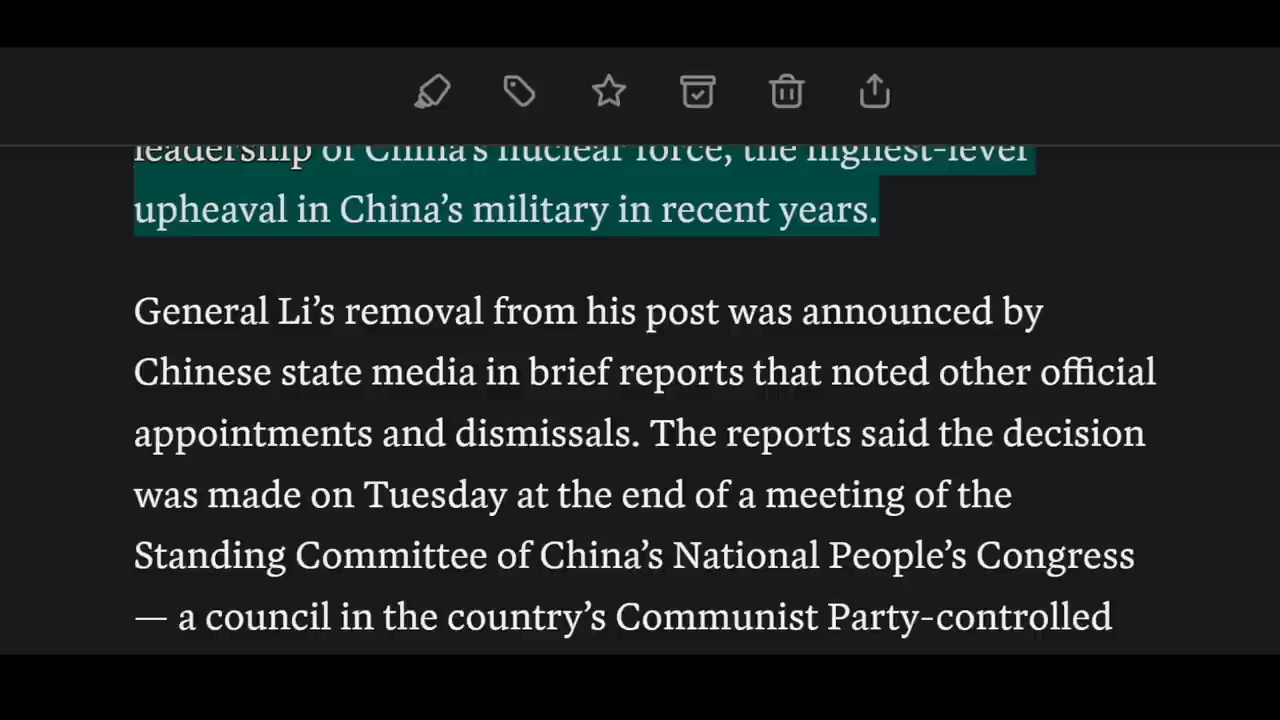 leadership of China's nuclear force, the highest-level
upheaval in China’s military in recent years.
General Li’s removal from his post was announced by
Chinese state media in brief reports that noted other official
appointments and dismissals. The reports said the decision
was made on Tuesday at the end of a meeting of the
Standing Committee of China’s National People’s Congress
— a council in the country’s Communist Party-controlled